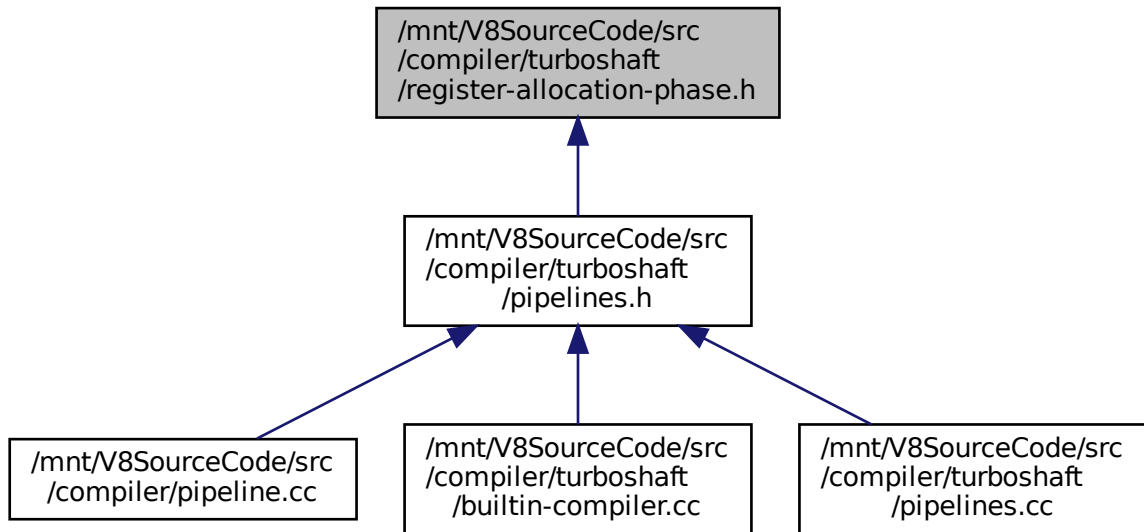 /mnt/V8SourceCode/src
/compiler/turboshaft
/register-allocation-phase.h
/mnt/V8SourceCode/src
/compiler/turboshaft
/pipelines.h
/mnt/V8SourceCode/src
/compiler/pipeline.cc
/mnt/V8SourceCode/src
/compiler/turboshaft
/builtin-compiler.cc
/mnt/V8SourceCode/src
/compiler/turboshaft
/pipelines.cc